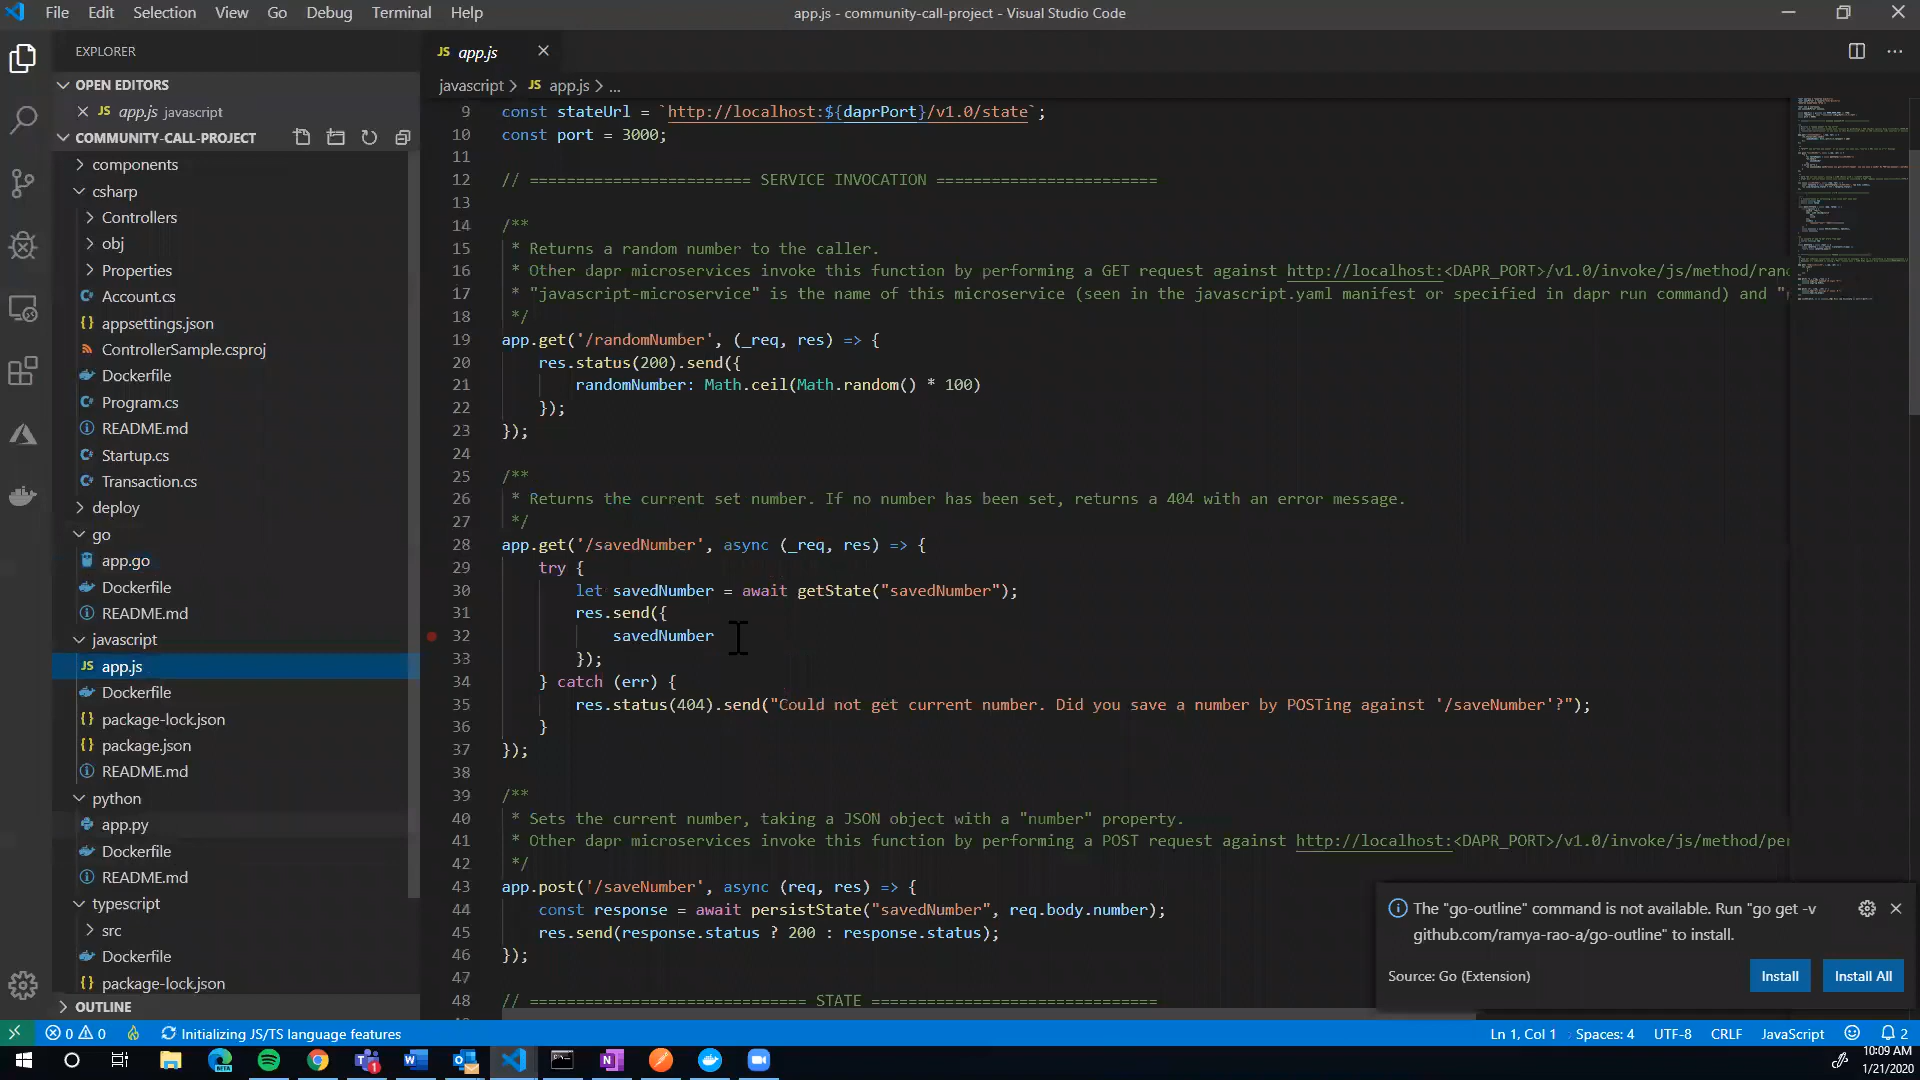 File Edit Selection View Go Debug Terminal Help
app.js - community-call-project - Visual Studio Code
EXPLORER
OPEN EDITORS
JS app.js javascript
COMMUNITY-CALL-PROJECT
components
csharp
Controllers
obj
Properties
Account.cs
{} appsettings.json
ControllerSample.csproj
Dockerfile
Program.cs
README.md
Startup.cs
Transaction.cs
deploy
go
app.go
Dockerfile
README.md
javascript
JS app.js
Dockerfile
{} package-lock.json
{} package.json
README.md
python
app.py
Dockerfile
README.md
typescript
src
Dockerfile
{} package-lock.json
OUTLINE
JS app.js
javascript > JS app.js > ...
9 const stateUrl = `http://localhost:${daprPort}/v1.0/state`;
10 const port = 3000;
11
12 // ======================== SERVICE INVOCATION ========================
13
14 /**
15 * Returns a random number to the caller.
16 * Other dapr microservices invoke this function by performing a GET request against http://localhost:<DAPR_PORT>/v1.0/invoke/js/method/ran
17 * "javascript-microservice" is the name of this microservice (seen in the javascript.yaml manifest or specified in dapr run command) and "r
18 */
19 app.get('/randomNumber', (_req, res) => {
20 res.status(200).send({
21 randomNumber: Math.ceil(Math.random() * 100)
22 });
23 });
24
25 /**
26 * Returns the current set number. If no number has been set, returns a 404 with an error message.
27 */
28 app.get('/savedNumber', async (_req, res) => {
29 try {
30 let savedNumber = await getState("savedNumber");
31 res.send({
32 savedNumber
33 });
34 } catch (err) {
35 res.status(404).send("Could not get current number. Did you save a number by POSTing against '/saveNumber'?");
36 }
37 });
38
39 /**
40 * Sets the current number, taking a JSON object with a "number" property.
41 * Other dapr microservices invoke this function by performing a POST request against http://localhost:<DAPR_PORT>/v1.0/invoke/js/method/per
42 */
43 app.post('/saveNumber', async (req, res) => {
44 const response = await persistState("savedNumber", req.body.number);
45 res.send(response.status ? 200 : response.status);
46 });
47
48 // ============================== STATE ===============================
The "go-outline" command is not available. Run "go get -v
github.com/ramya-rao-a/go-outline" to install.
Source: Go (Extension)
Install
Install All
0 0 Initializing JS/TS language features
Ln 1, Col 1 Spaces: 4 UTF-8 CRLF JavaScript 2
10:09 AM
1/21/2020